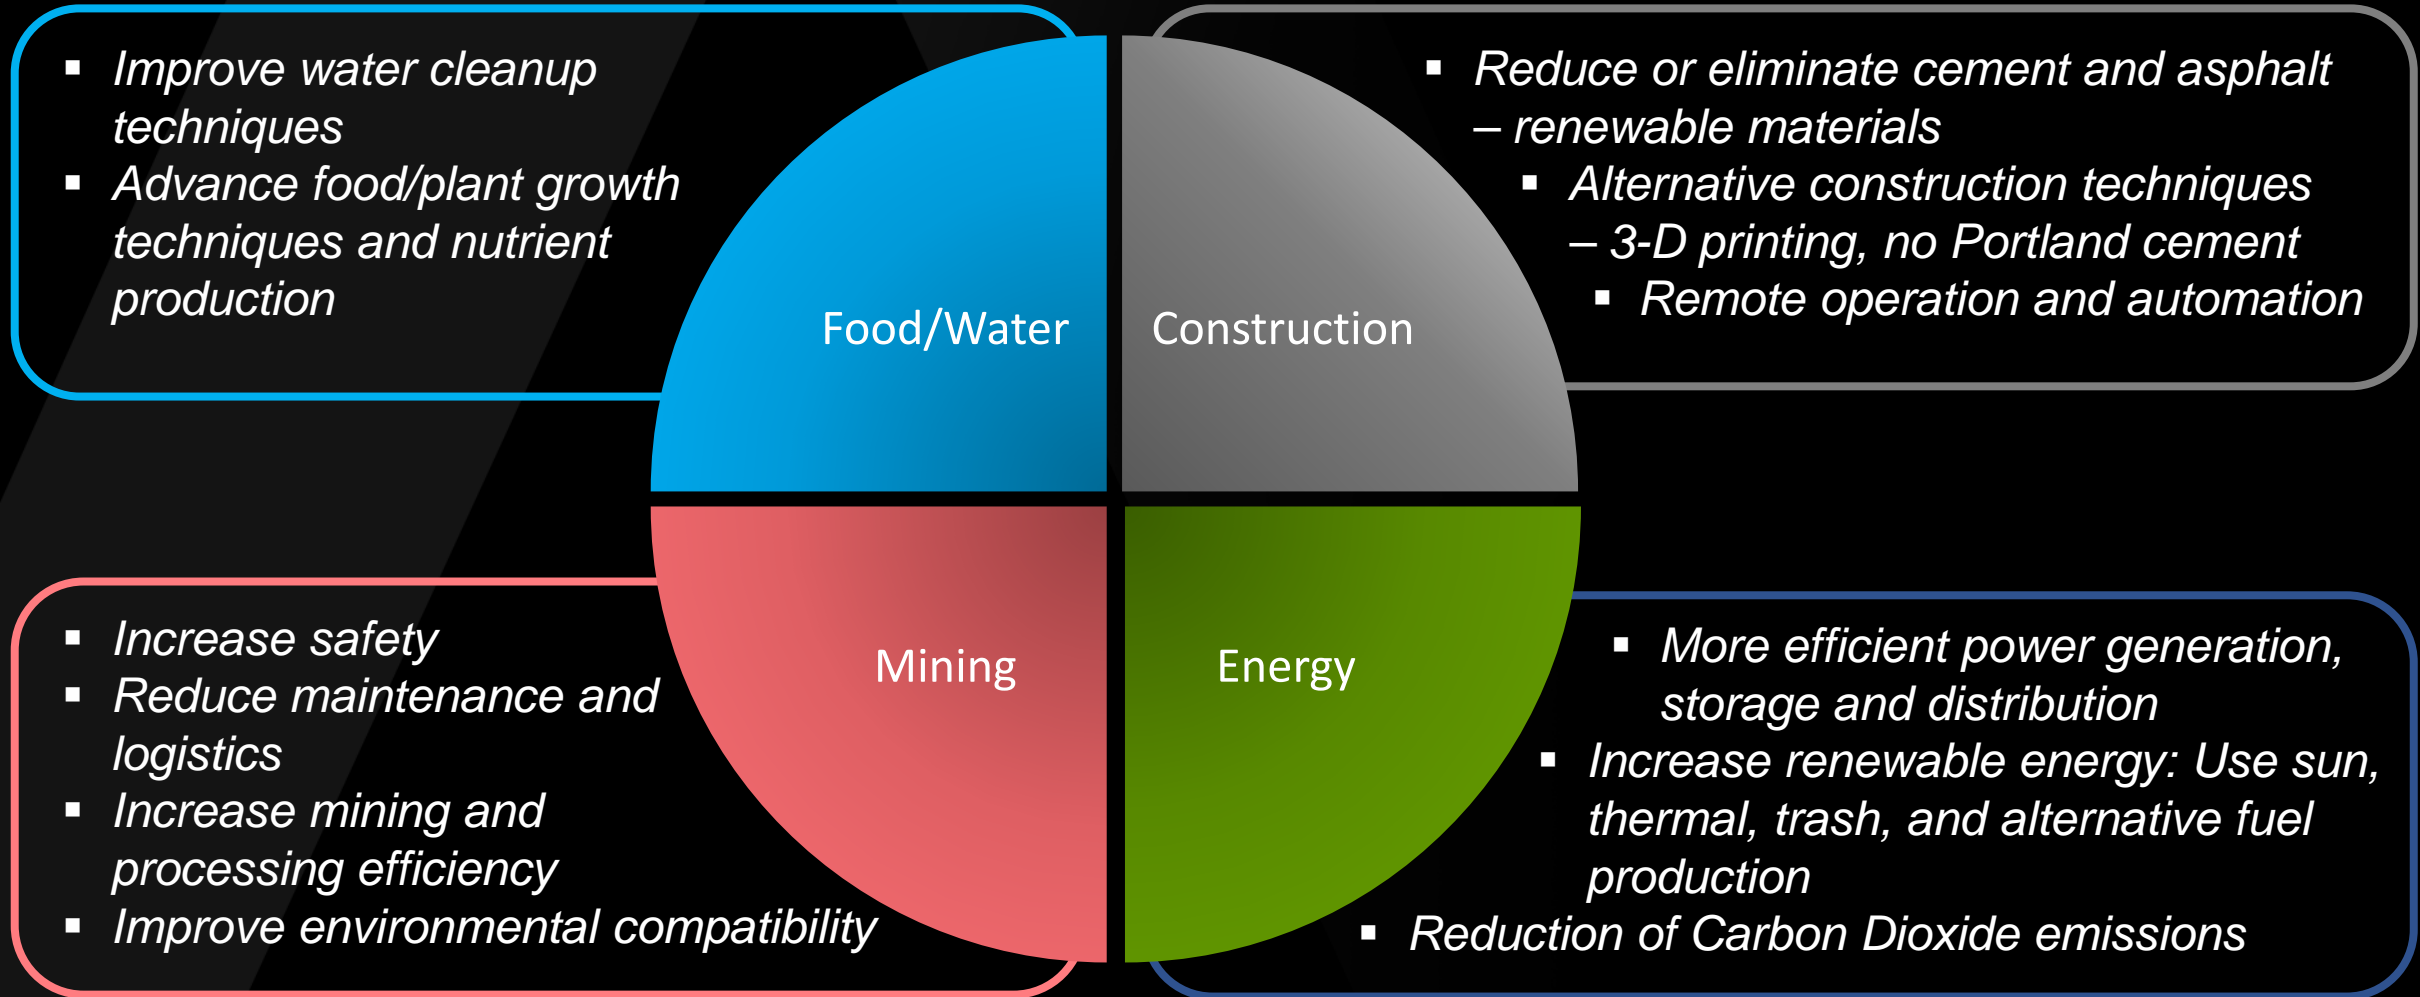 ▪ Improve water cleanup
techniques
▪ Advance food/plant growth
techniques and nutrient
production
Food/Water
Construction
▪ Reduce or eliminate cement and asphalt
– renewable materials
▪ Alternative construction techniques
– 3-D printing, no Portland cement
▪ Remote operation and automation
▪ Increase safety
▪ Reduce maintenance and
logistics
▪ Increase mining and
processing efficiency
▪ Improve environmental compatibility
Mining
Energy
▪ More efficient power generation,
storage and distribution
▪ Increase renewable energy: Use sun,
thermal, trash, and alternative fuel
production
▪ Reduction of Carbon Dioxide emissions